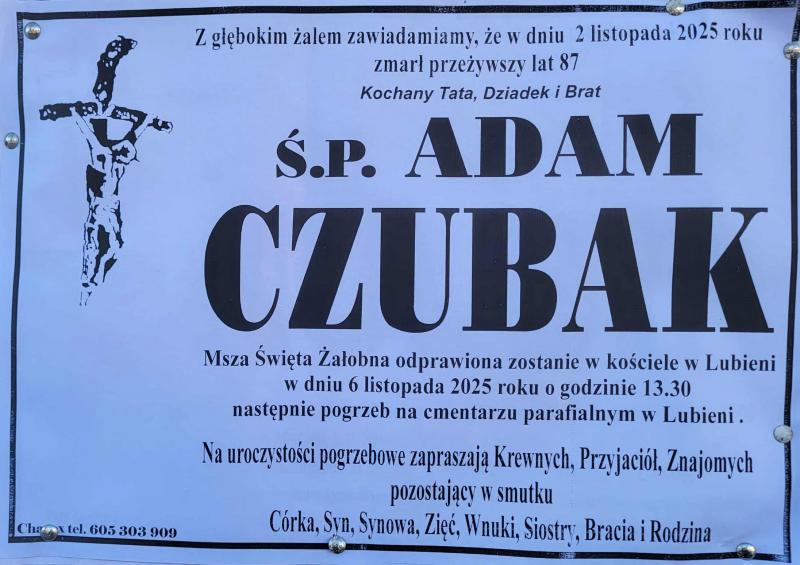 Z głębokim żalem zawiadamiamy, że w dniu 2 listopada 2025 roku
zmarł przeżywszy lat 87
Kochany Tata, Dziadek i Brat
Ś.P. ADAM
CZUBAK
Msza Święta Żałobna odprawiona zostanie w kościele w Lubieni
w dniu 6 listopada 2025 roku o godzinie 13.30
następnie pogrzeb na cmentarzu parafialnym w Lubieni .
Na uroczystości pogrzebowe zapraszają Krewnych, Przyjaciół, Znajomych
pozostający w smutku
Córka, Syn, Synowa, Zięć, Wnuki, Siostry, Bracia i Rodzina
tel. 605 303 909